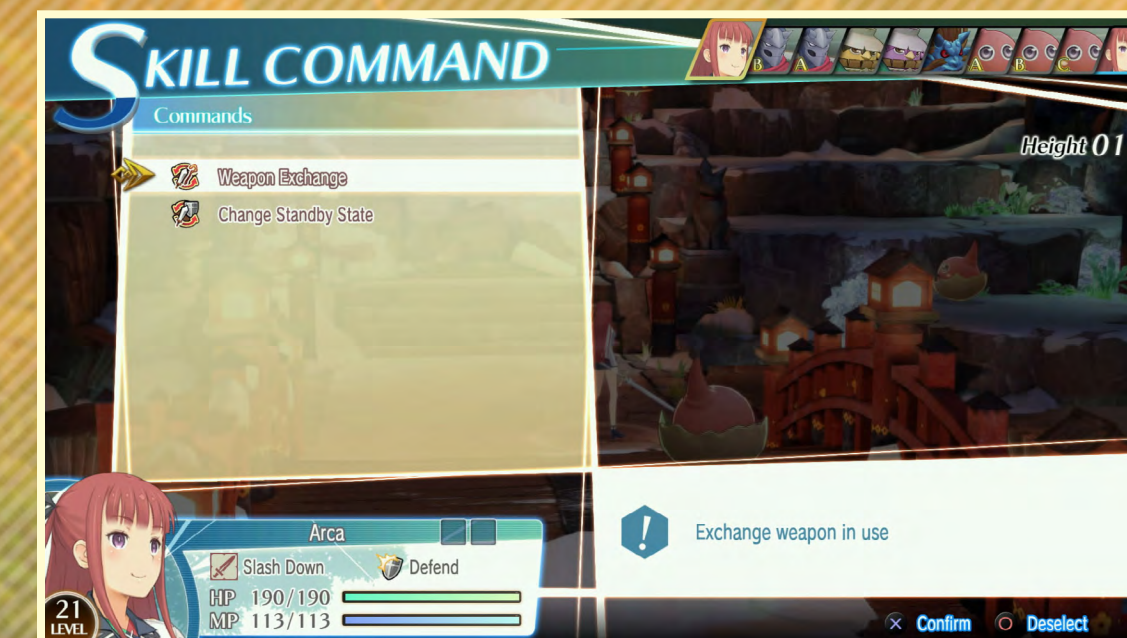 SKILL COMMAND
B A A B C
Commands
Height 01
Weapon Exchange
Change Standby State
Arca
Slash Down Defend
HP 190/190
MP 113/113
21
LEVEL
Exchange weapon in use
Confirm Deselect